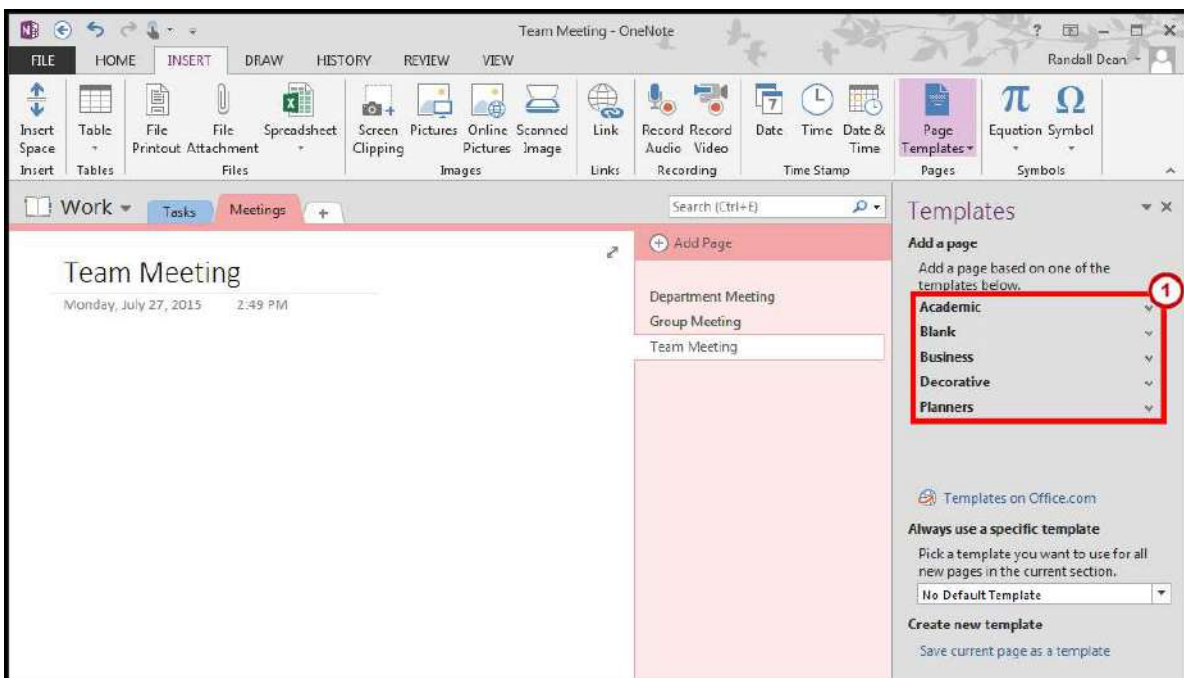 Team Meeting - OneNote
?
FILE HOME INSERT DRAW HISTORY REVIEW VIEW
Randall Dean
Insert Space
Table
File Printout
File Attachment
Spreadsheet
Screen Clipping
Pictures
Online Pictures
Scanned Image
Link
Record Audio
Record Video
Date
Time
Date & Time
Page Templates
π
Equation
Ω
Symbol
Insert Tables Files Images Links Recording Time Stamp Pages Symbols
Work
Tasks
Meetings
+
Search (Ctrl+E)
Team Meeting
Monday, July 27, 2015 2:49 PM
Add Page
Department Meeting
Group Meeting
Team Meeting
Templates
Add a page
Add a page based on one of the
templates below.
1
Academic
Blank
Business
Decorative
Planners
Templates on Office.com
Always use a specific template
Pick a template you want to use for all
new pages in the current section.
No Default Template
Create new template
Save current page as a template